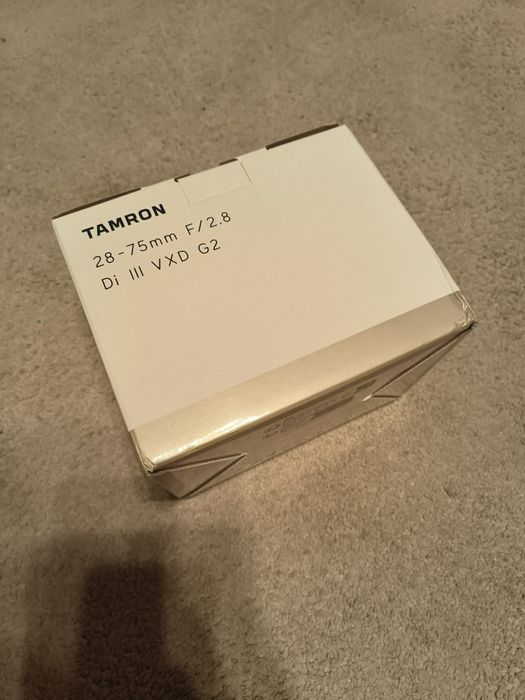 TAMRON
28-75mm F/2.8
Di III VXD G2